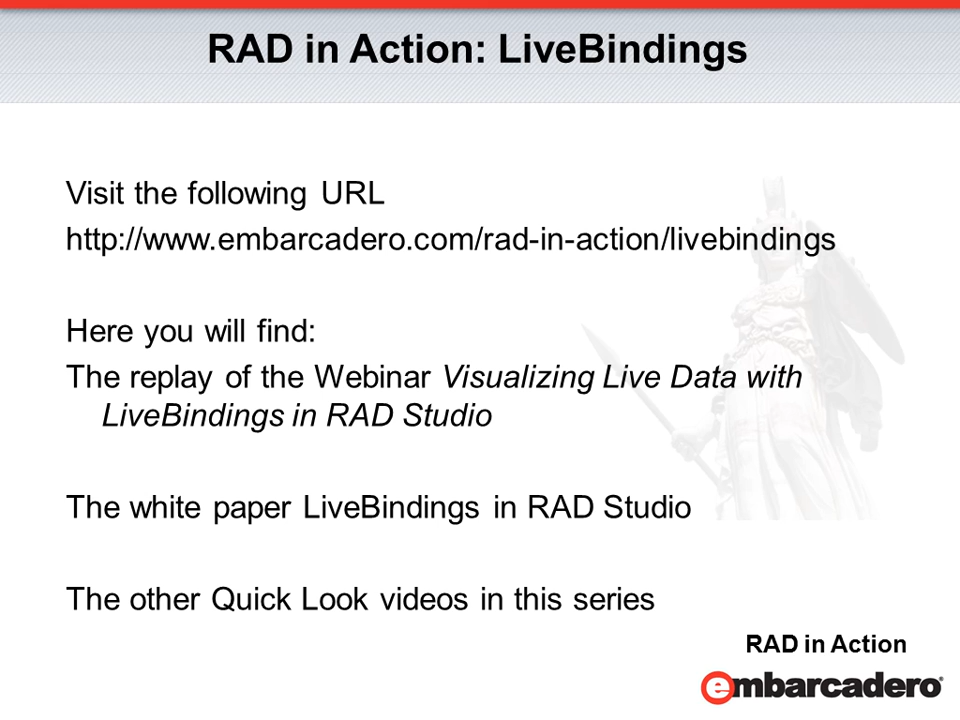 RAD in Action: LiveBindings
Visit the following URL
http://www.embarcadero.com/rad-in-action/livebindings
Here you will find:
The replay of the Webinar Visualizing Live Data with
LiveBindings in RAD Studio
The white paper LiveBindings in RAD Studio
The other Quick Look videos in this series
RAD in Action
embarcadero®